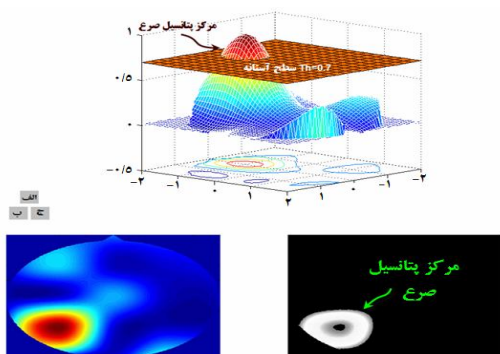 مرکز پتانسیل صرع
سطح آستانه Th=0.7
۱
۰/۵
۰
−۰/۵
−۲
−۱
۰
۱
۲
۱
۰
−۱
−۲
الف
ب
ج
مرکز پتانسیل
صرع